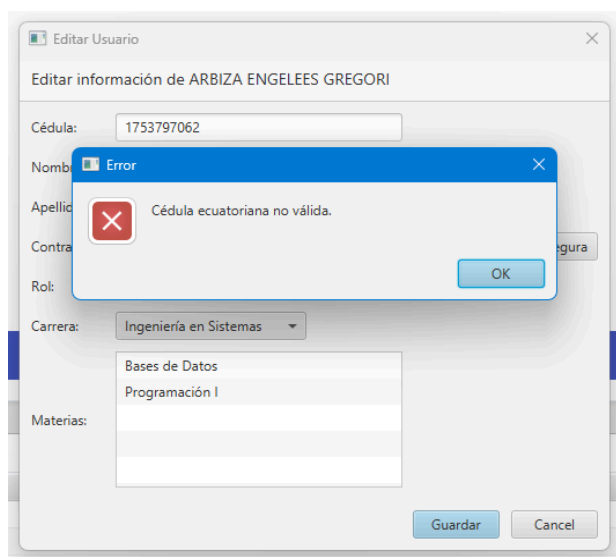 Editar Usuario
Editar información de ARBIZA ENGELEES GREGORI
Cédula:
1753797062
Error
Cédula ecuatoriana no válida.
OK
Rol:
Carrera:
Ingeniería en Sistemas
Materias:
Bases de Datos
Programación I
Guardar
Cancel